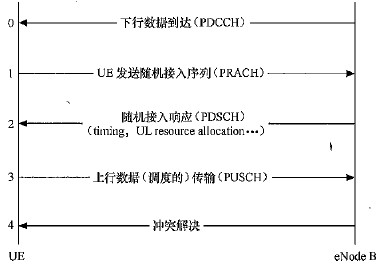 0 下行数据到达(PDCCH)
1 UE发送随机接入序列(PRACH)
2 随机接入响应(PDSCH)
(timing, UL resource allocation…)
3 上行数据(调度的)传输(PUSCH)
4 冲突解决
UE eNode B